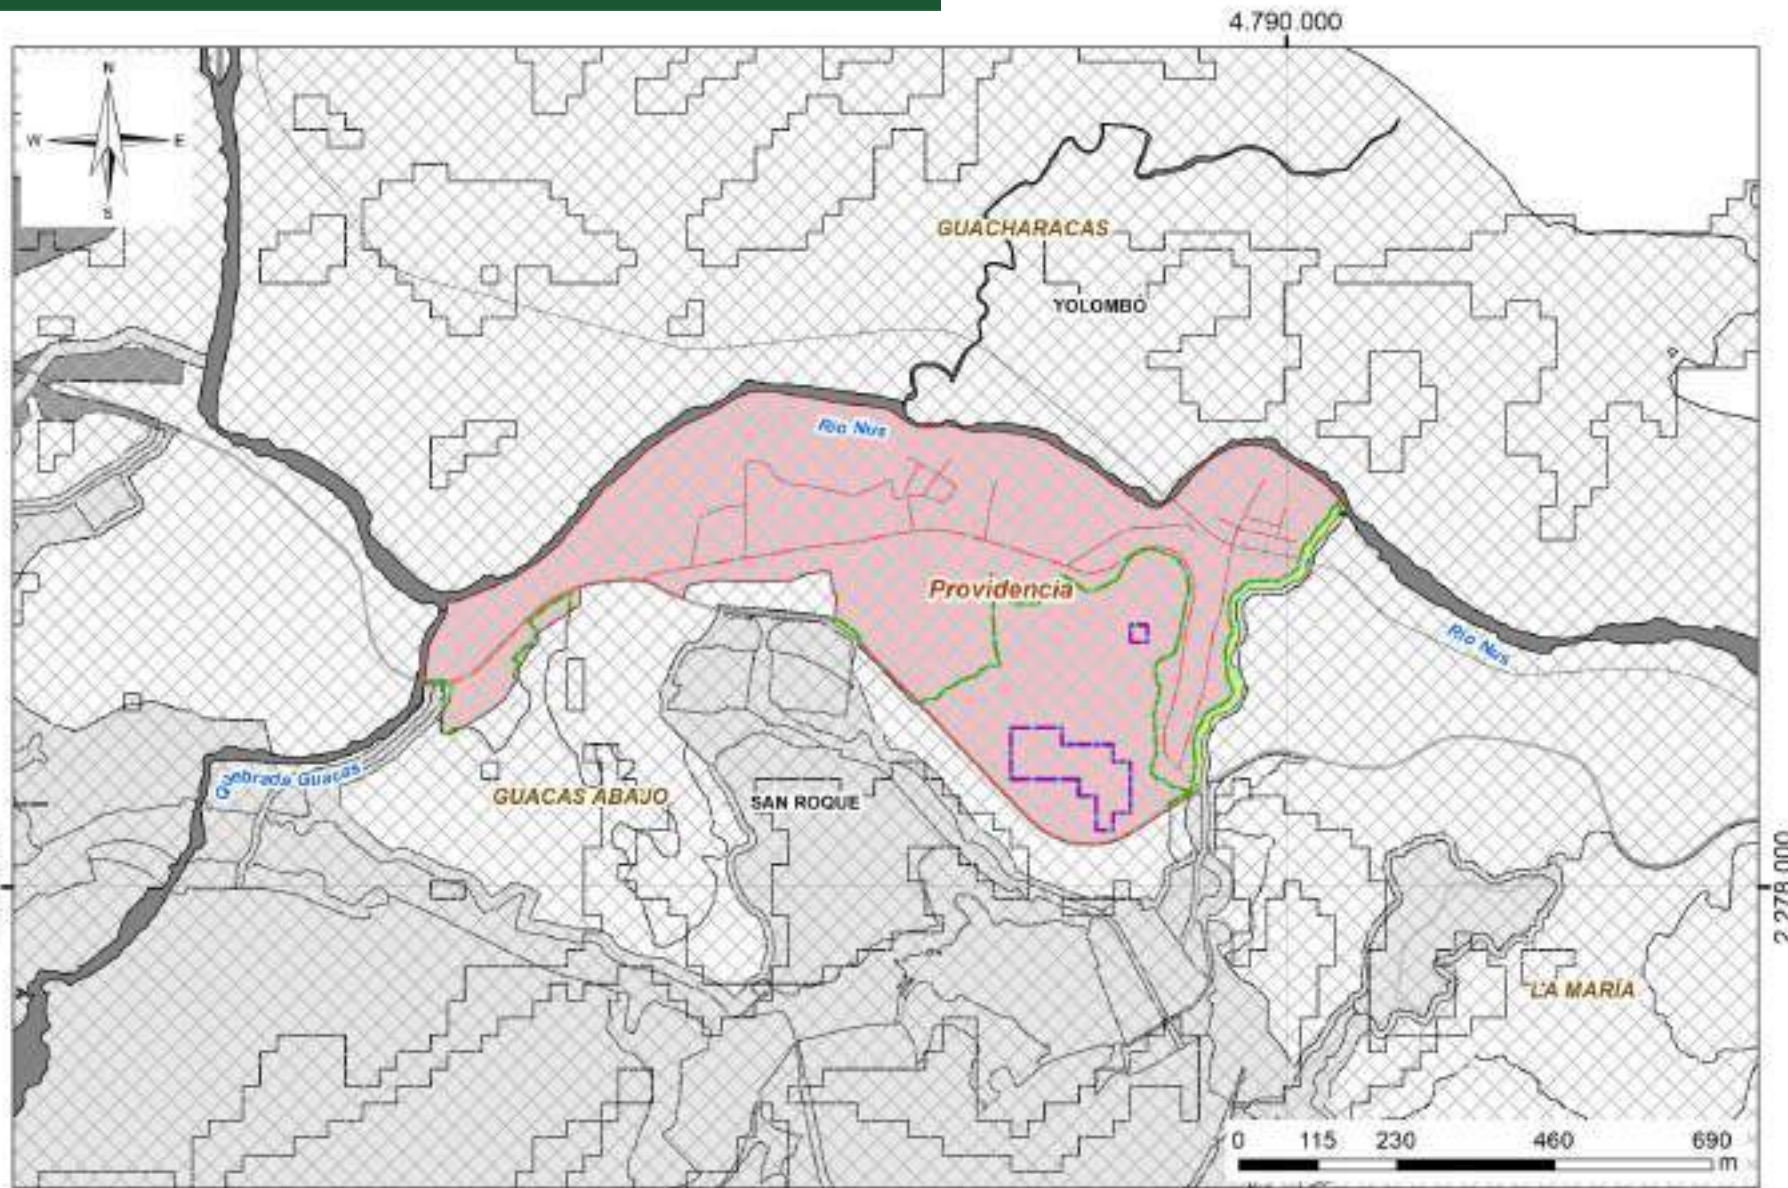 4.790.000
N
W E
S
GUACHARACAS
YOLOMBÓ
Rio Nus
Providencia
Rio Nus
Quebrada Guacas
GUACAS ABAJO
SAN ROQUE
2.278.000
LA MARÍA
0 115 230 460 690
m